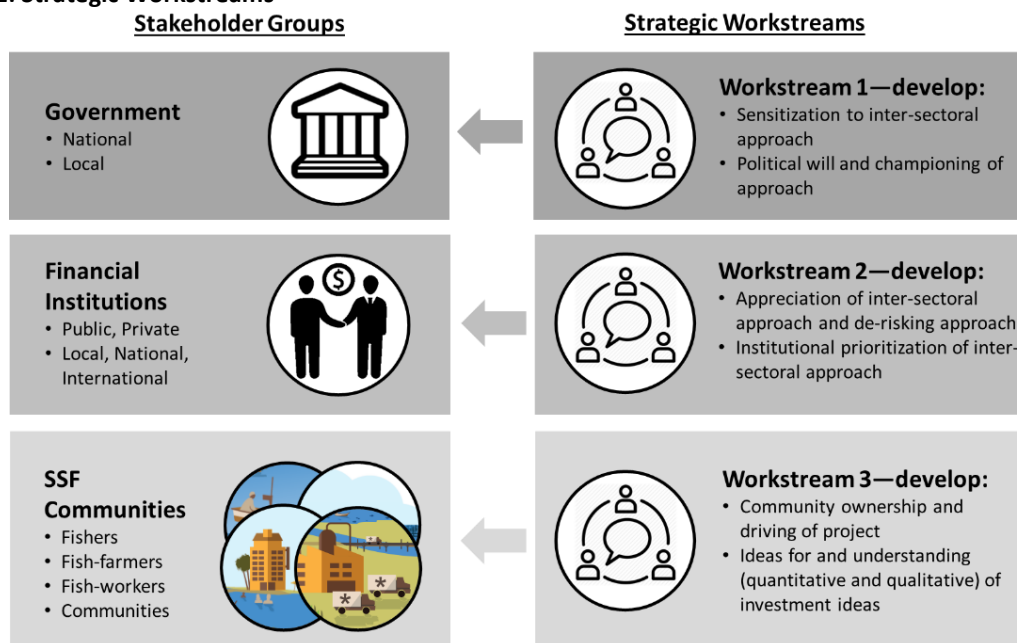 Strategic Workstreams
Stakeholder Groups
Strategic Workstreams
Government
• National
• Local
Workstream 1—develop:
• Sensitization to inter-sectoral
approach
• Political will and championing of
approach
Financial
Institutions
• Public, Private
• Local, National,
International
$
Workstream 2—develop:
• Appreciation of inter-sectoral
approach and de-risking approach
• Institutional prioritization of inter-
sectoral approach
SSF
Communities
• Fishers
• Fish-farmers
• Fish-workers
• Communities
Workstream 3—develop:
• Community ownership and
driving of project
• Ideas for and understanding
(quantitative and qualitative) of
investment ideas